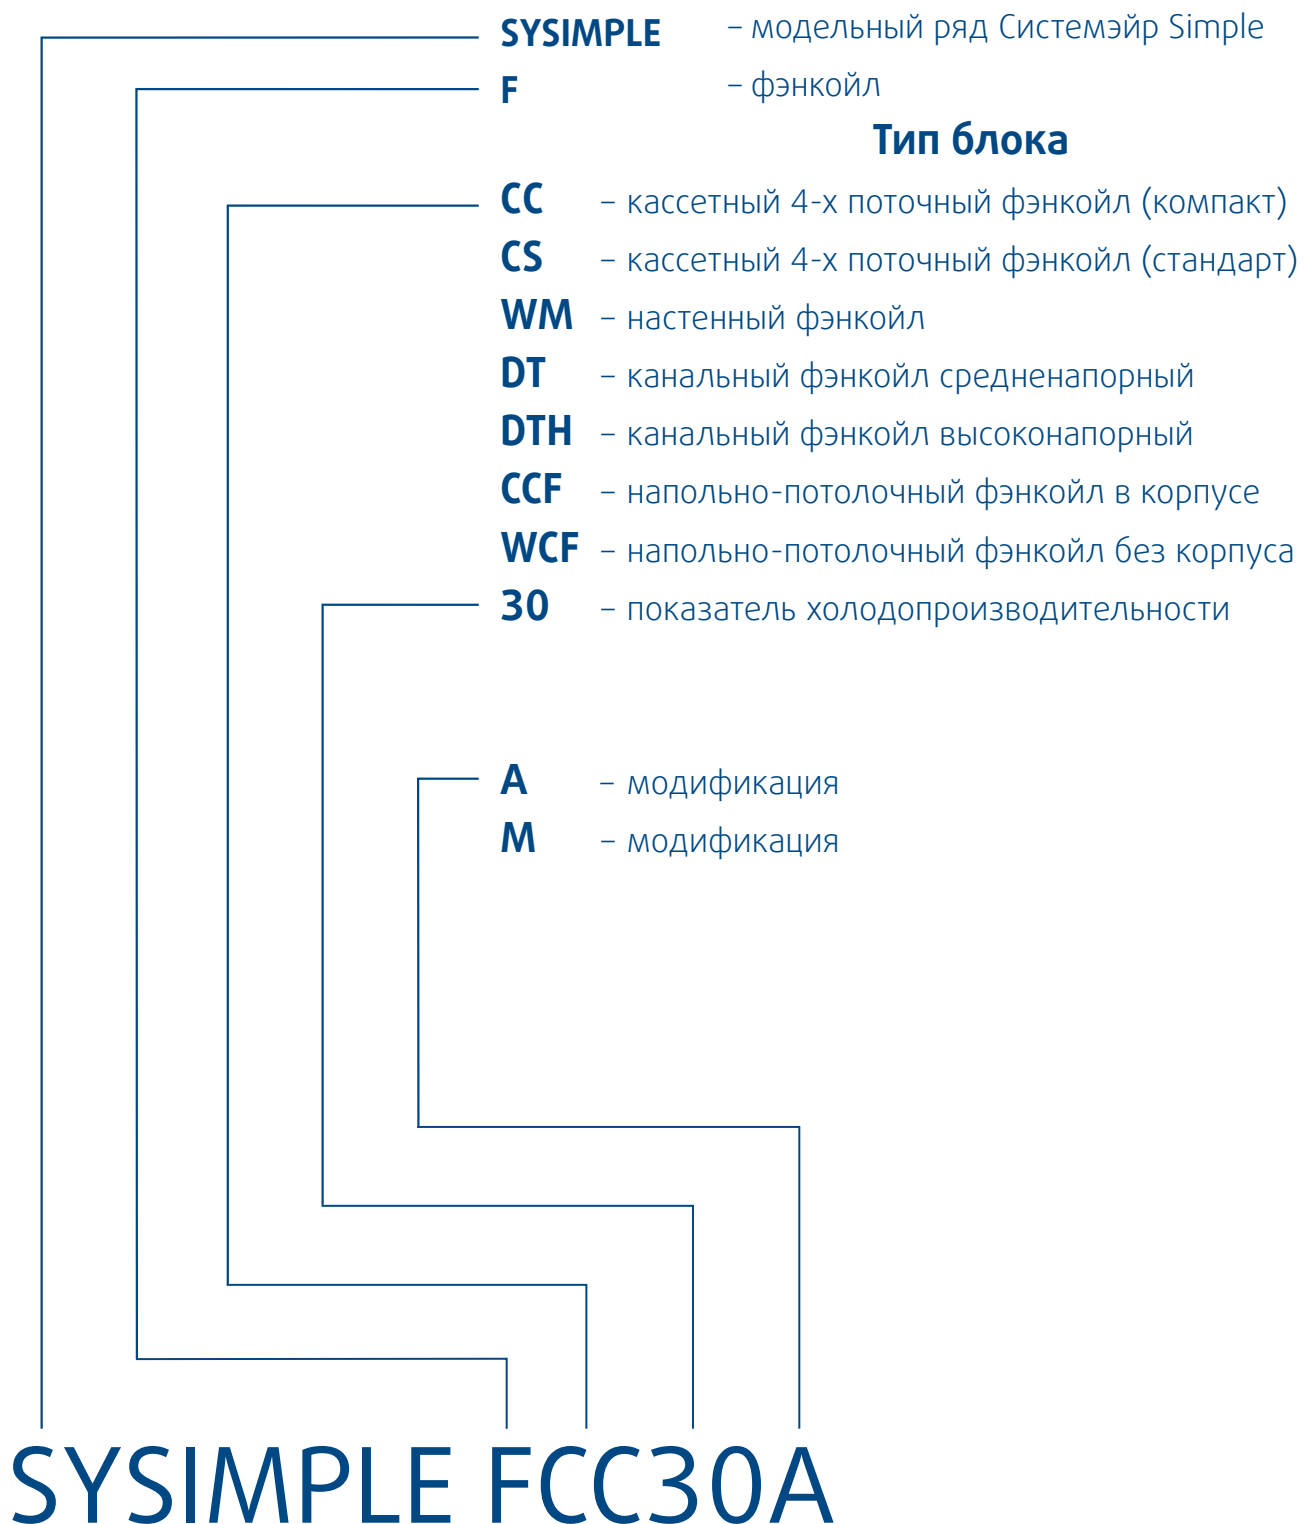 SYSIMPLE – модельный ряд Системэйр Simple
F – фэнкойл
Тип блока
CC – кассетный 4-х поточный фэнкойл (компакт)
CS – кассетный 4-х поточный фэнкойл (стандарт)
WM – настенный фэнкойл
DT – канальный фэнкойл средненапорный
DTH – канальный фэнкойл высоконапорный
CCF – напольно-потолочный фэнкойл в корпусе
WCF – напольно-потолочный фэнкойл без корпуса
30 – показатель холодопроизводительности
A – модификация
M – модификация
SYSIMPLE FCC30A